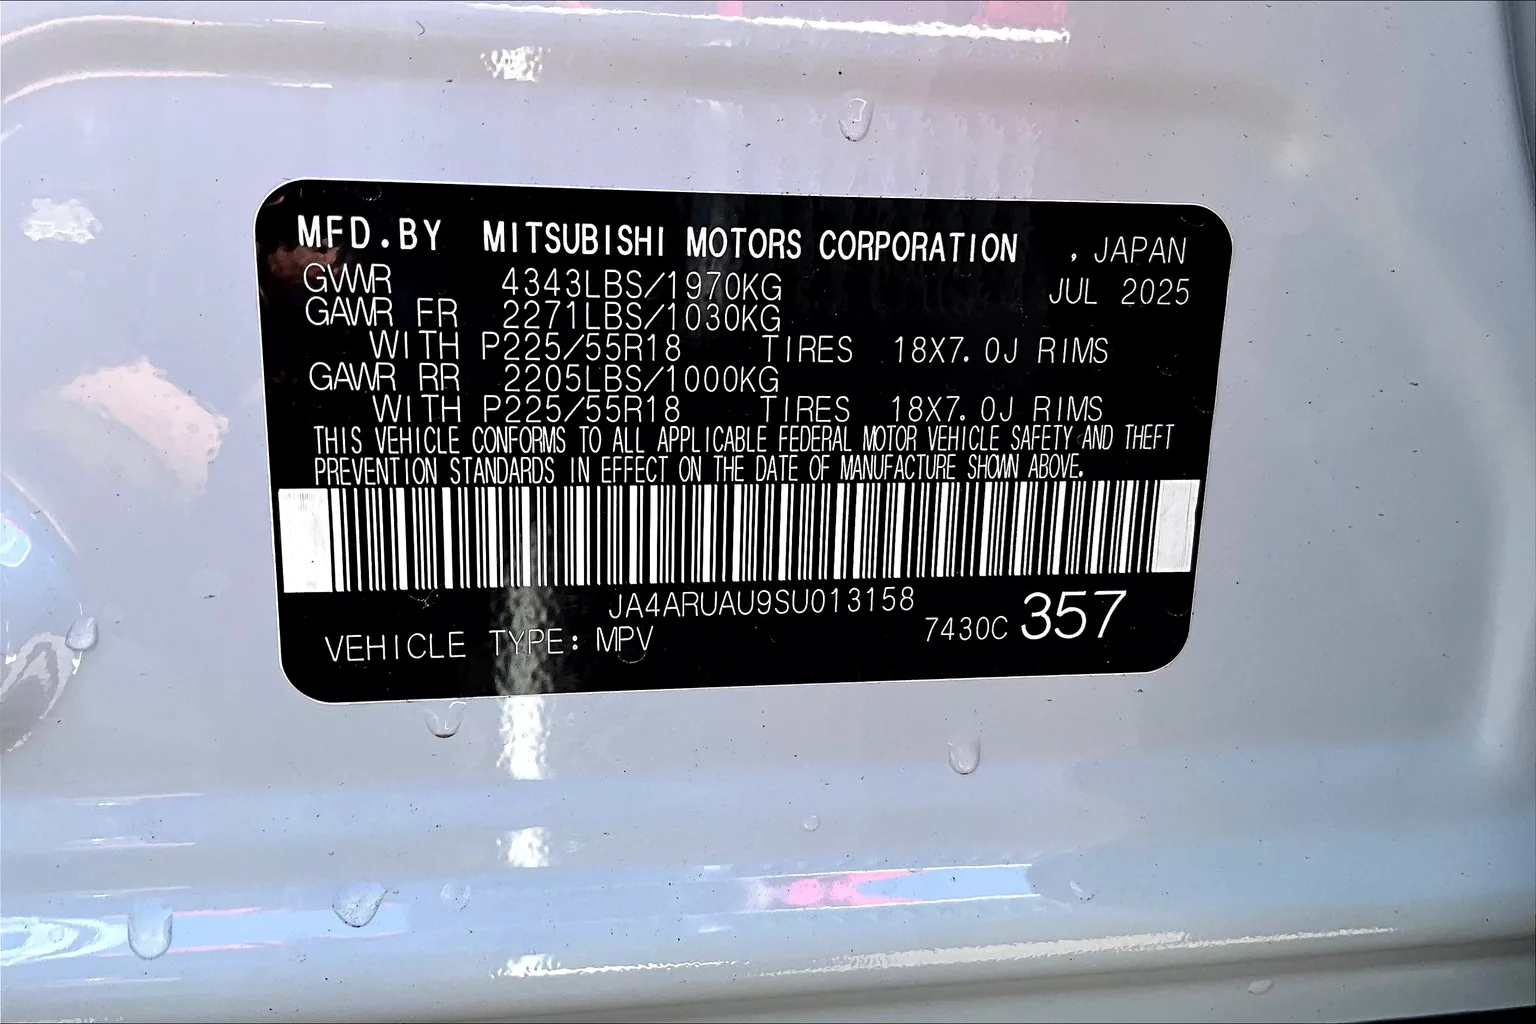 MFD.BY MITSUBISHI MOTORS CORPORATION , JAPAN
GVWR 4343LBS/1970KG JUL 2025
GAWR FR 2271LBS/1030KG
WITH P225/55R18 TIRES 18X7.0J RIMS
GAWR RR 2205LBS/1000KG
WITH P225/55R18 TIRES 18X7.0J RIMS
THIS VEHICLE CONFORMS TO ALL APPLICABLE FEDERAL MOTOR VEHICLE SAFETY AND THEFT
PREVENTION STANDARDS IN EFFECT ON THE DATE OF MANUFACTURE SHOWN ABOVE.
JA4ARUAU9SU013158
VEHICLE TYPE: MPV 7430C 357